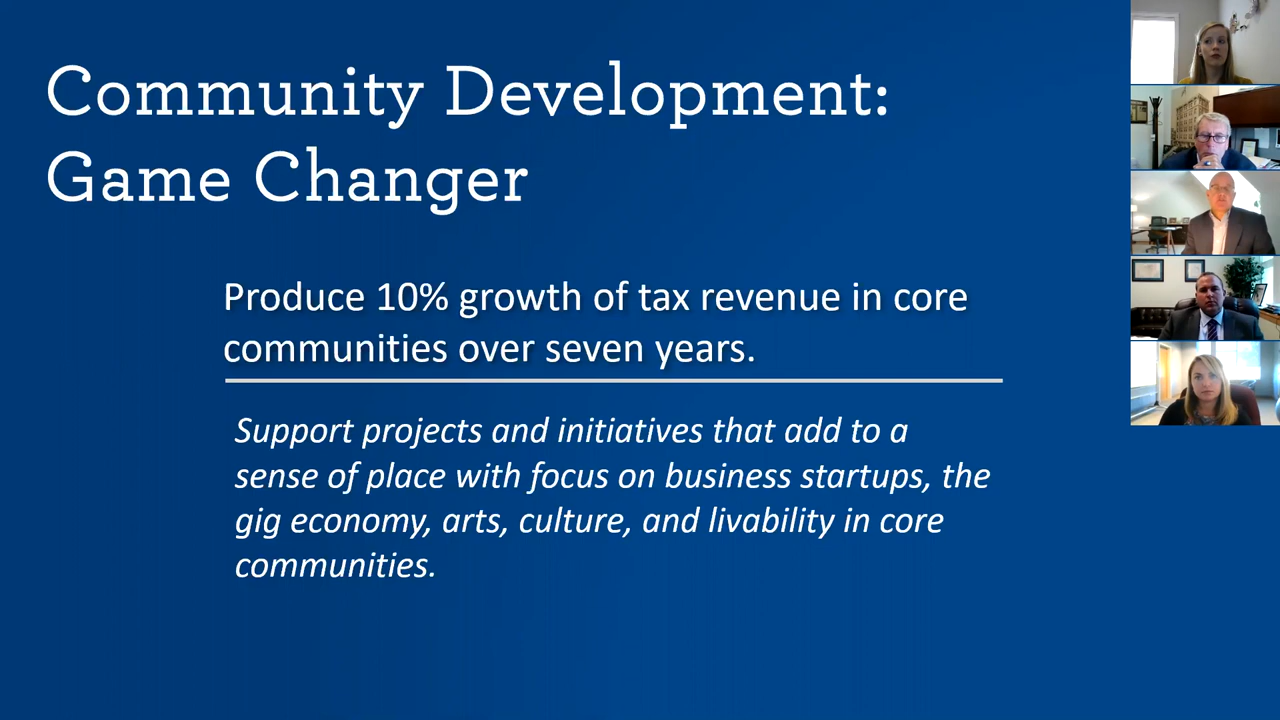 Community Development:
Game Changer
Produce 10% growth of tax revenue in core
communities over seven years.
Support projects and initiatives that add to a
sense of place with focus on business startups, the
gig economy, arts, culture, and livability in core
communities.